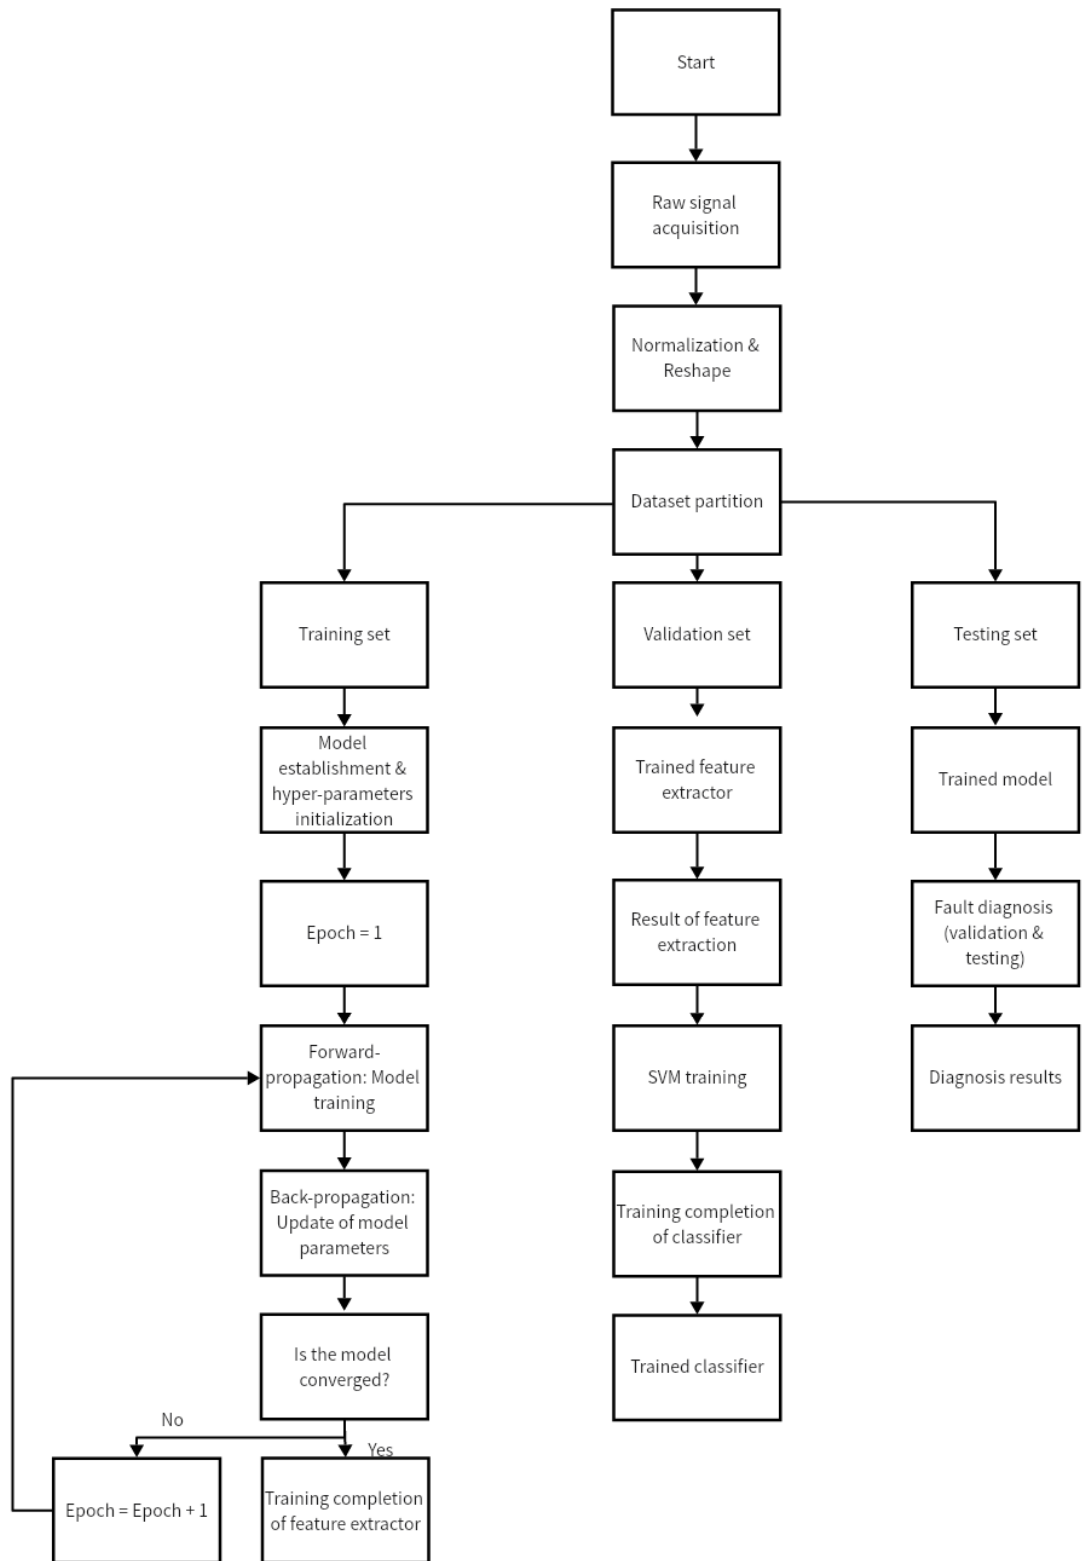 Start
Raw signal
acquisition
Normalization &
Reshape
Dataset partition
Training set
Validation set
Testing set
Model
establishment &
hyper-parameters
initialization
Trained feature
extractor
Trained model
Epoch = 1
Result of feature
extraction
Fault diagnosis
(validation &
testing)
Forward-
propagation: Model
training
SVM training
Diagnosis results
Back-propagation:
Update of model
parameters
Training completion
of classifier
Is the model
converged?
Trained classifier
No
Yes
Epoch = Epoch + 1
Training completion
of feature extractor